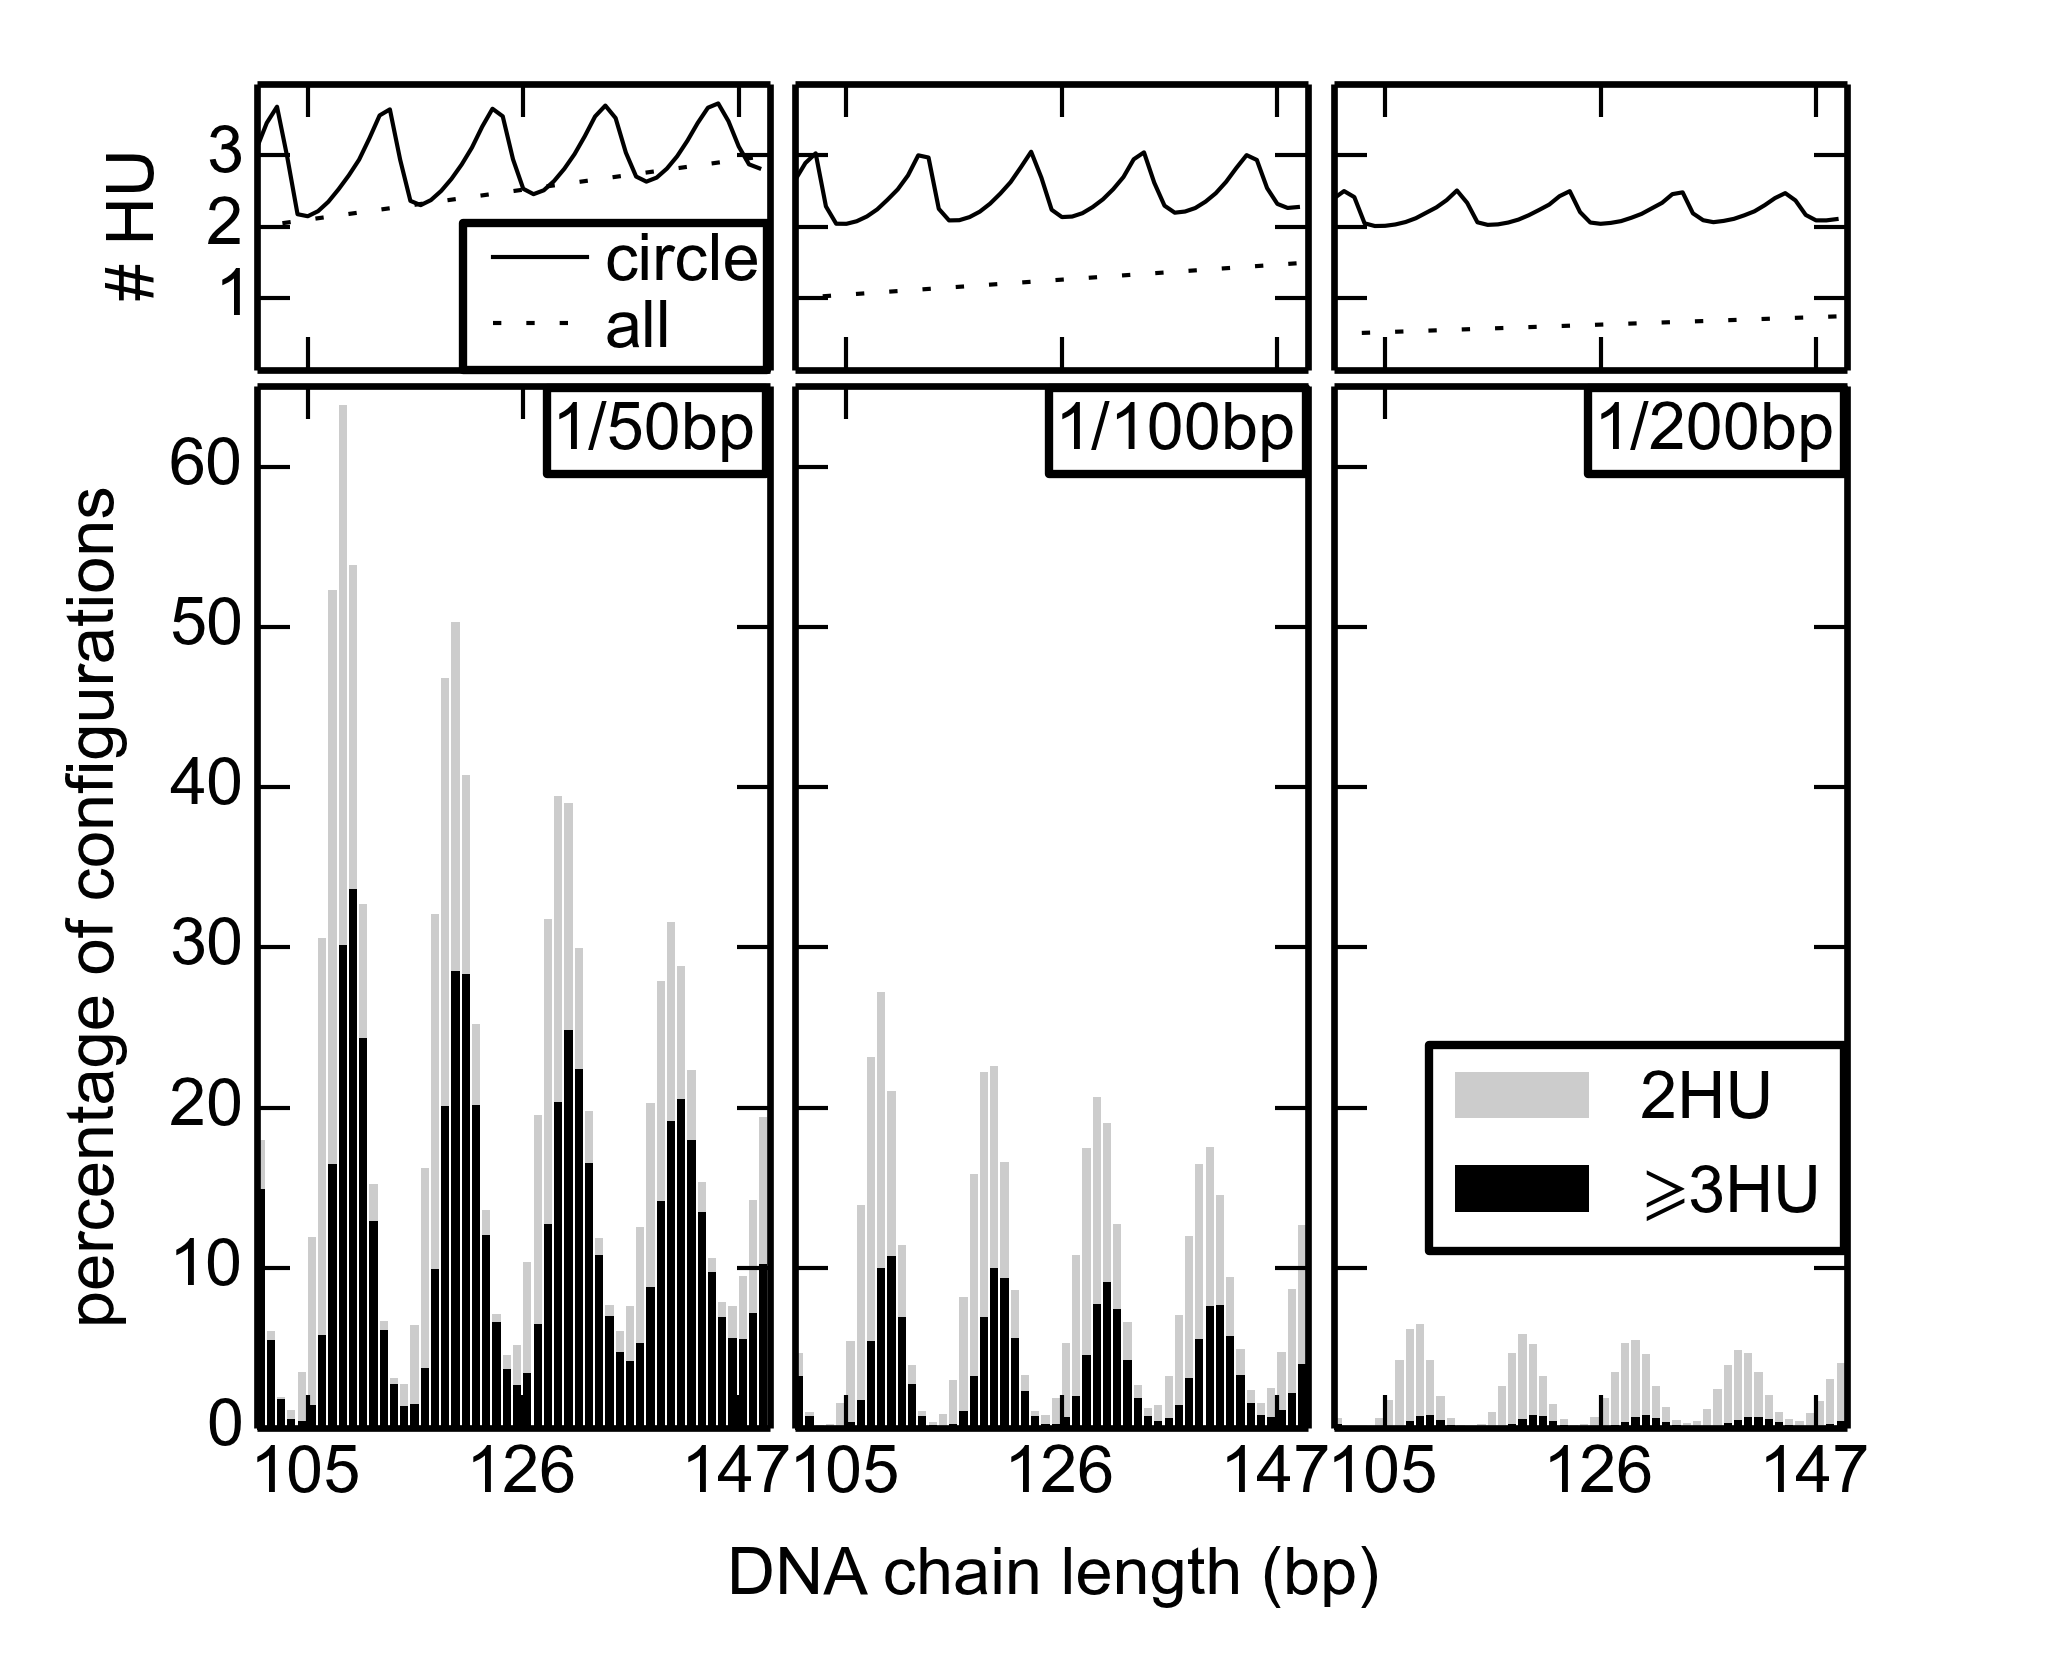 # HU
3
2
1
circle
all
percentage of configurations
60
50
40
30
20
10
0
1/50bp
1/100bp
1/200bp
2HU
⩾3HU
105 126 147 105 126 147 105 126 147
DNA chain length (bp)